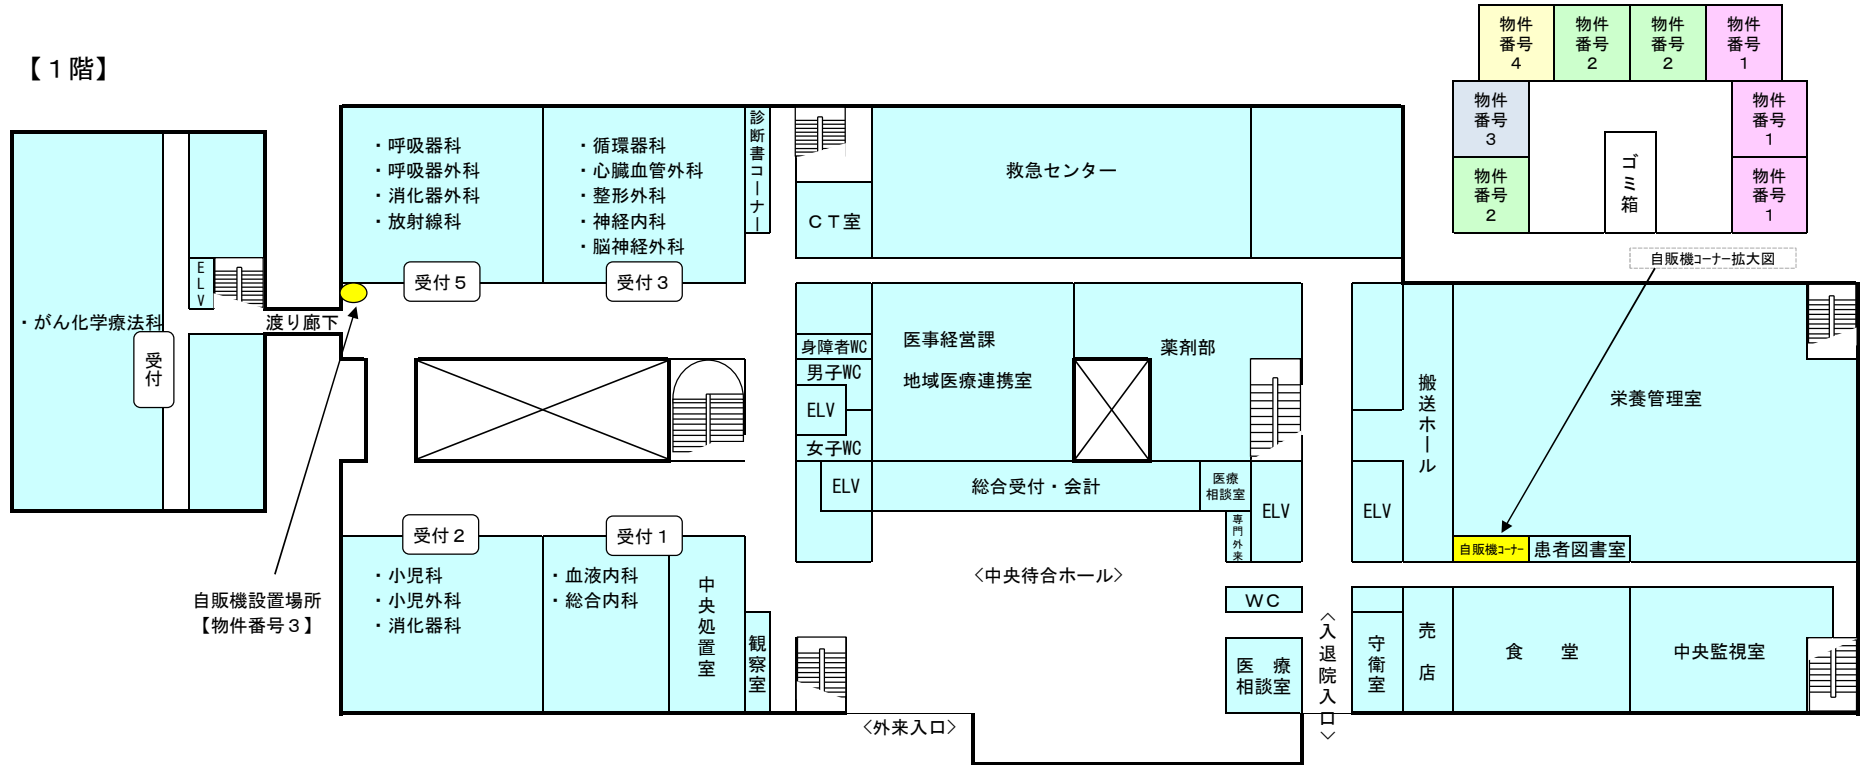 【１階】
物件
番号
４
物件
番号
２
物件
番号
２
物件
番号
１
物件
番号
３
物件
番号
１
物件
番号
２
ゴミ箱
物件
番号
１
自販機ｺｰﾅｰ拡大図
・がん化学療法科
受付
ELV
渡り廊下
・呼吸器科
・呼吸器外科
・消化器外科
・放射線科
受付５
・循環器科
・心臓血管外科
・整形外科
・神経内科
・脳神経外科
受付３
診断書コーナー
ＣＴ室
救急センター
身障者WC
男子WC
ELV
女子WC
ELV
医事経営課
地域医療連携室
薬剤部
総合受付・会計
医療
相談室
専門外来
ELV
ELV
搬送ホール
栄養管理室
自販機ｺｰﾅｰ
患者図書室
受付２
・小児科
・小児外科
・消化器科
受付１
・血液内科
・総合内科
中央処置室
観察室
自販機設置場所
【物件番号３】
〈中央待合ホール〉
ＷＣ
医　療
相談室
〈入退院入口〉
守衛室
売店
食　堂
中央監視室
〈外来入口〉